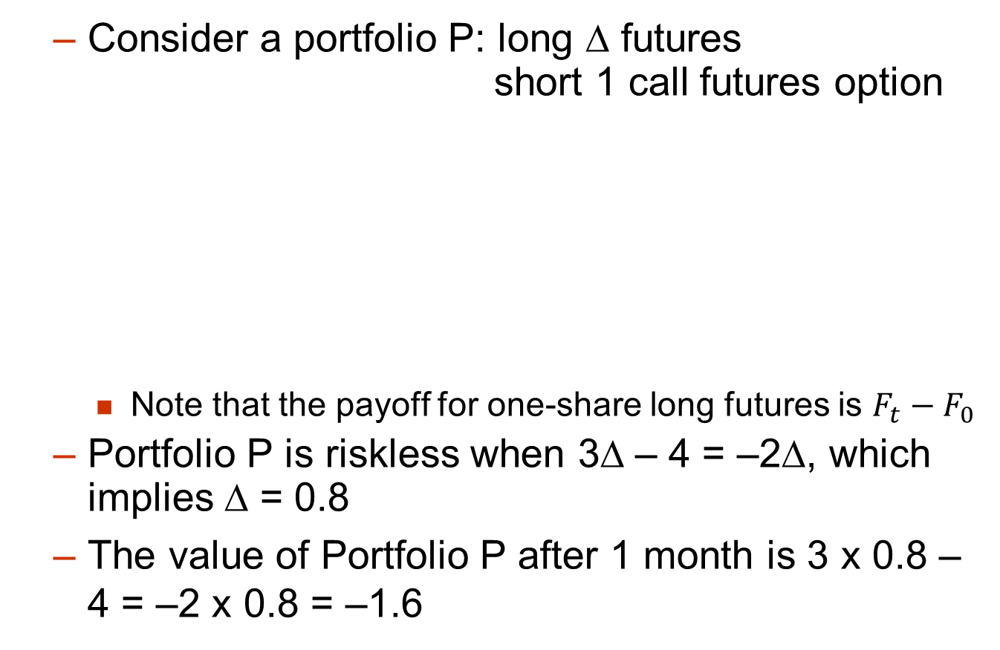 – Consider a portfolio P: long Δ futures
short 1 call futures option
▪ Note that the payoff for one-share long futures is 𝐹𝑡 − 𝐹0
– Portfolio P is riskless when 3Δ – 4 = –2Δ, which
implies Δ = 0.8
– The value of Portfolio P after 1 month is 3 x 0.8 –
4 = –2 x 0.8 = –1.6